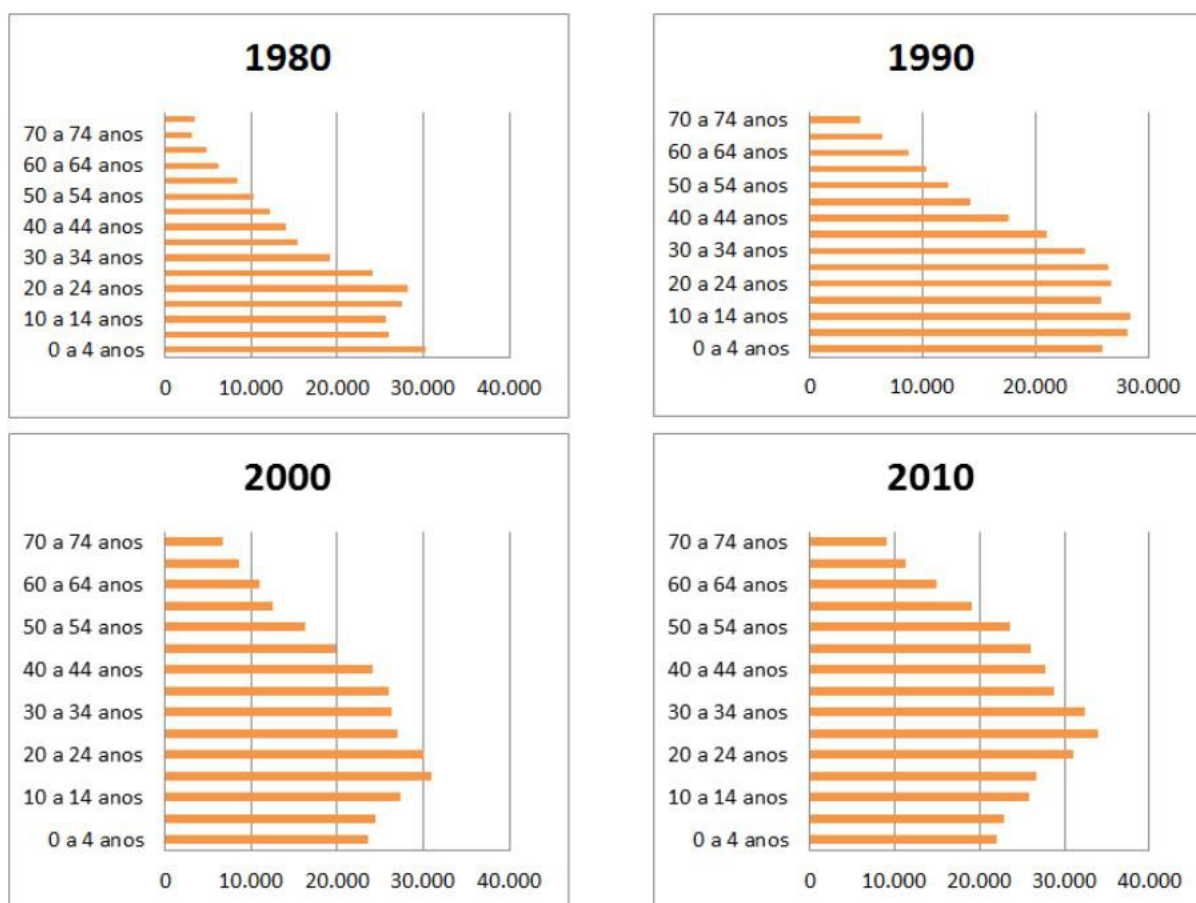 1980
70 a 74 anos
60 a 64 anos
50 a 54 anos
40 a 44 anos
30 a 34 anos
20 a 24 anos
10 a 14 anos
0 a 4 anos
0 10.000 20.000 30.000 40.000
1990
70 a 74 anos
60 a 64 anos
50 a 54 anos
40 a 44 anos
30 a 34 anos
20 a 24 anos
10 a 14 anos
0 a 4 anos
0 10.000 20.000 30.000
2000
70 a 74 anos
60 a 64 anos
50 a 54 anos
40 a 44 anos
30 a 34 anos
20 a 24 anos
10 a 14 anos
0 a 4 anos
0 10.000 20.000 30.000 40.000
2010
70 a 74 anos
60 a 64 anos
50 a 54 anos
40 a 44 anos
30 a 34 anos
20 a 24 anos
10 a 14 anos
0 a 4 anos
0 10.000 20.000 30.000 40.000